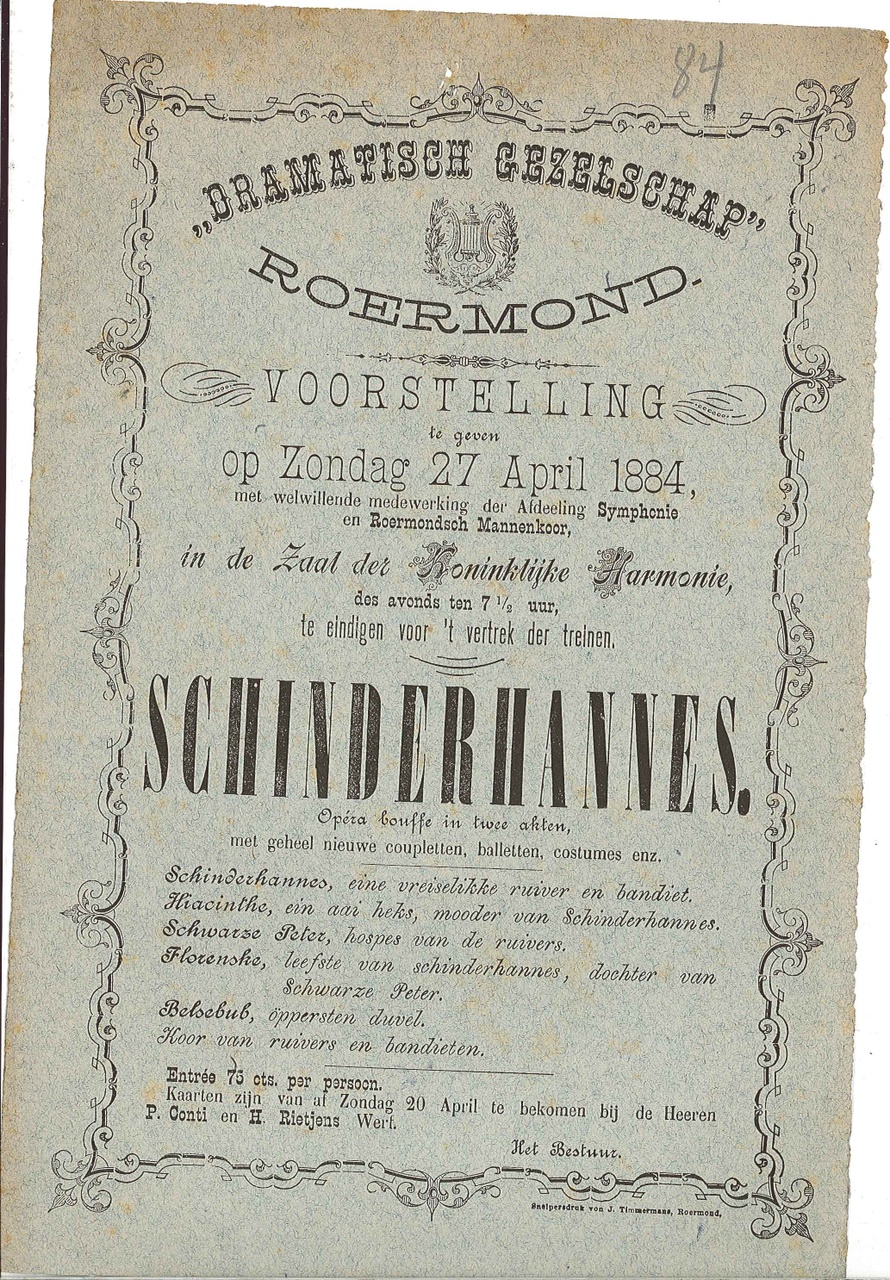 84
„DRAMATISCH GEZELSCHAP”
ROERMOND.
VOORSTELLING
te geven
op Zondag 27 April 1884,
met welwillende medewerking der Afdeeling Symphonie
en Roermondsch Mannenkoor,
in de Zaal der Koninklijke Harmonie,
des avonds ten 7 1/2 uur,
te eindigen voor 't vertrek der treinen.
SCHINDERHANNES.
Opéra bouffe in twee akten,
met geheel nieuwe coupletten, balletten, costumes enz.
Schinderhannes, eine vreiselikke ruiver en bandiet.
Hiacinthe, ein aai heks, mooder van Schinderhannes.
Schwarze Peter, hospes van de ruivers.
Florenske, leefste van schinderhannes, dochter van
Schwarze Peter.
Belsebub, öppersten duvel.
Koor van ruivers en bandieten.
Entrée 75 cts. per persoon.
Kaarten zijn van af Zondag 20 April te bekomen bij de Heeren
P. Conti en H. Rietjens Werf.
Het Bestuur.
Snelpersdruk von J. Timmermans, Roermond,